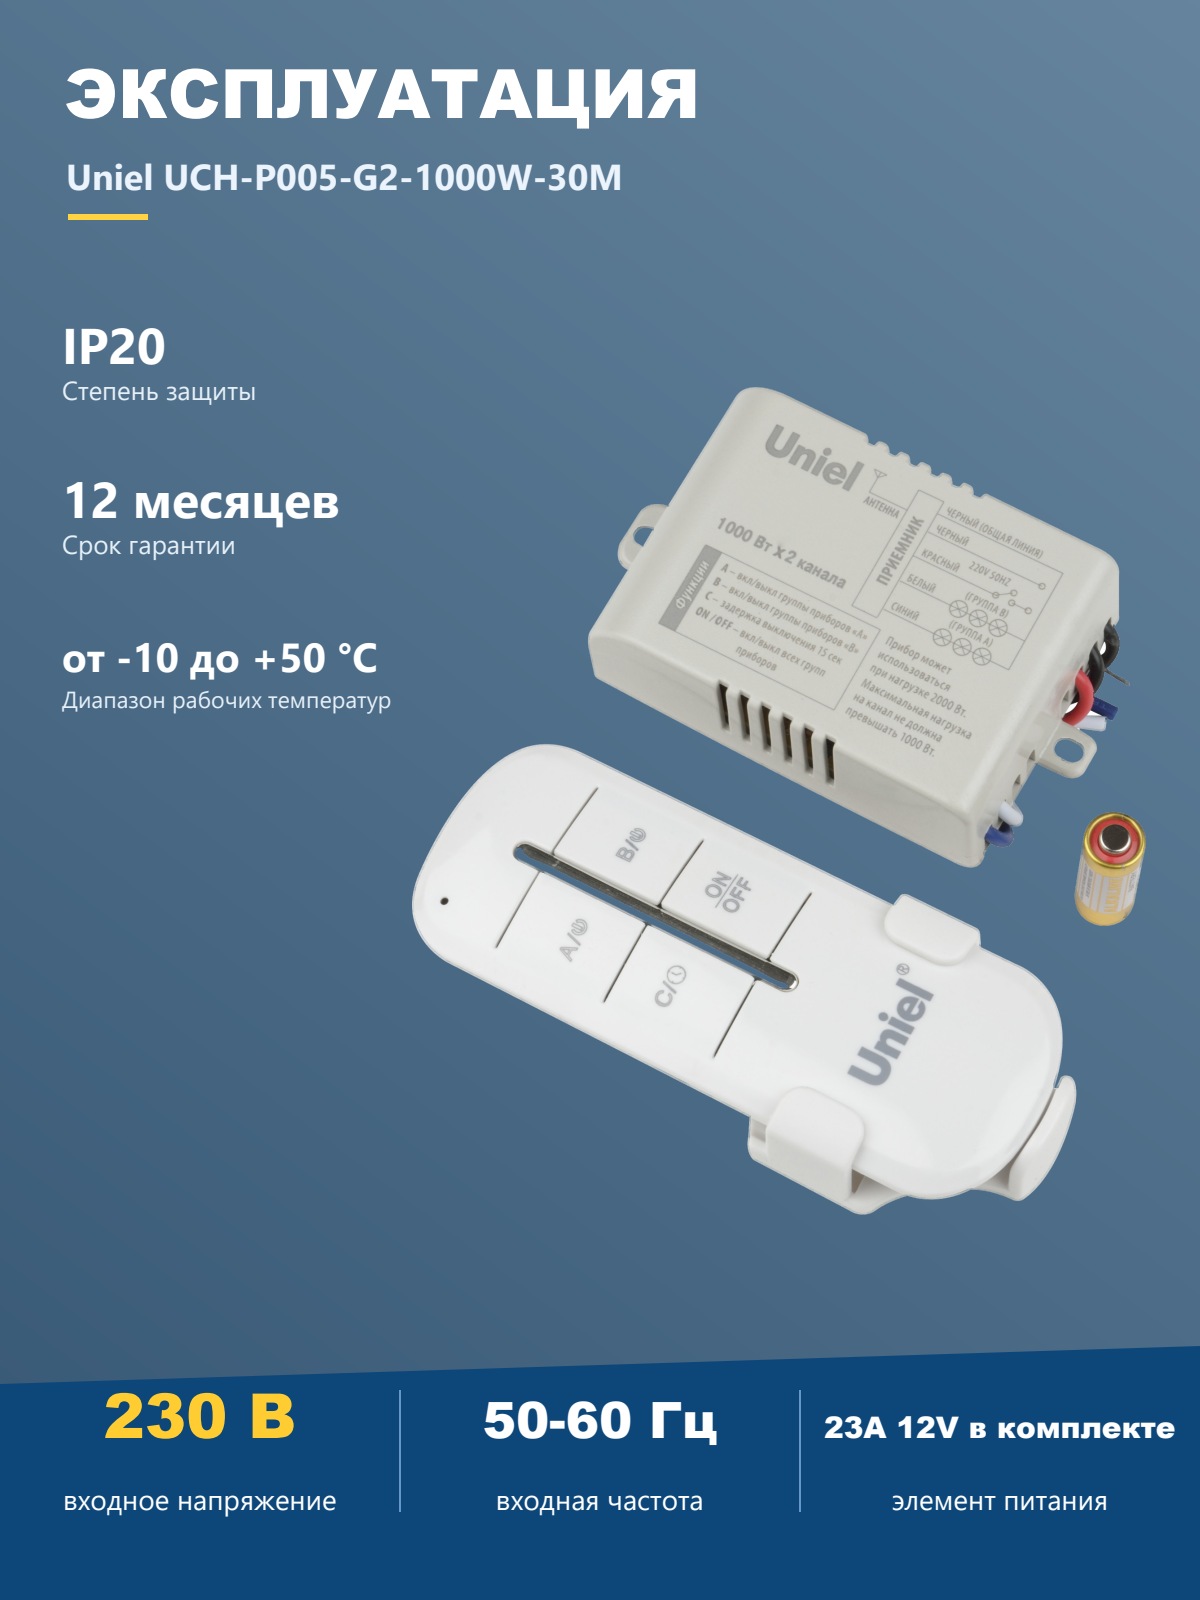 ЭКСПЛУАТАЦИЯ
Uniel UCH-P005-G2-1000W-30M
IP20
Степень защиты
12 месяцев
Срок гарантии
от -10 до +50 °C
Диапазон рабочих температур
Uniel
АНТЕННА
ПРИЕМНИК
ЧЕРНЫЙ (ОБЩАЯ ЛИНИЯ)
ЧЕРНЫЙ
КРАСНЫЙ 220V 50HZ
БЕЛЫЙ (ГРУППА B)
СИНИЙ (ГРУППА A)
1000 Вт x 2 канала
Функции
A – вкл/выкл группы приборов «A»
B – вкл/выкл группы приборов «B»
C – задержка выключения 15 сек
ON / OFF – вкл/выкл всех групп
приборов
Прибор может
использоваться
при нагрузке 2000 Вт.
Максимальная нагрузка
на канал не должна
превышать 1000 Вт.
B/
ON
OFF
A/
C/
Uniel®
230 В
входное напряжение
50-60 Гц
входная частота
23A 12V в комплекте
элемент питания